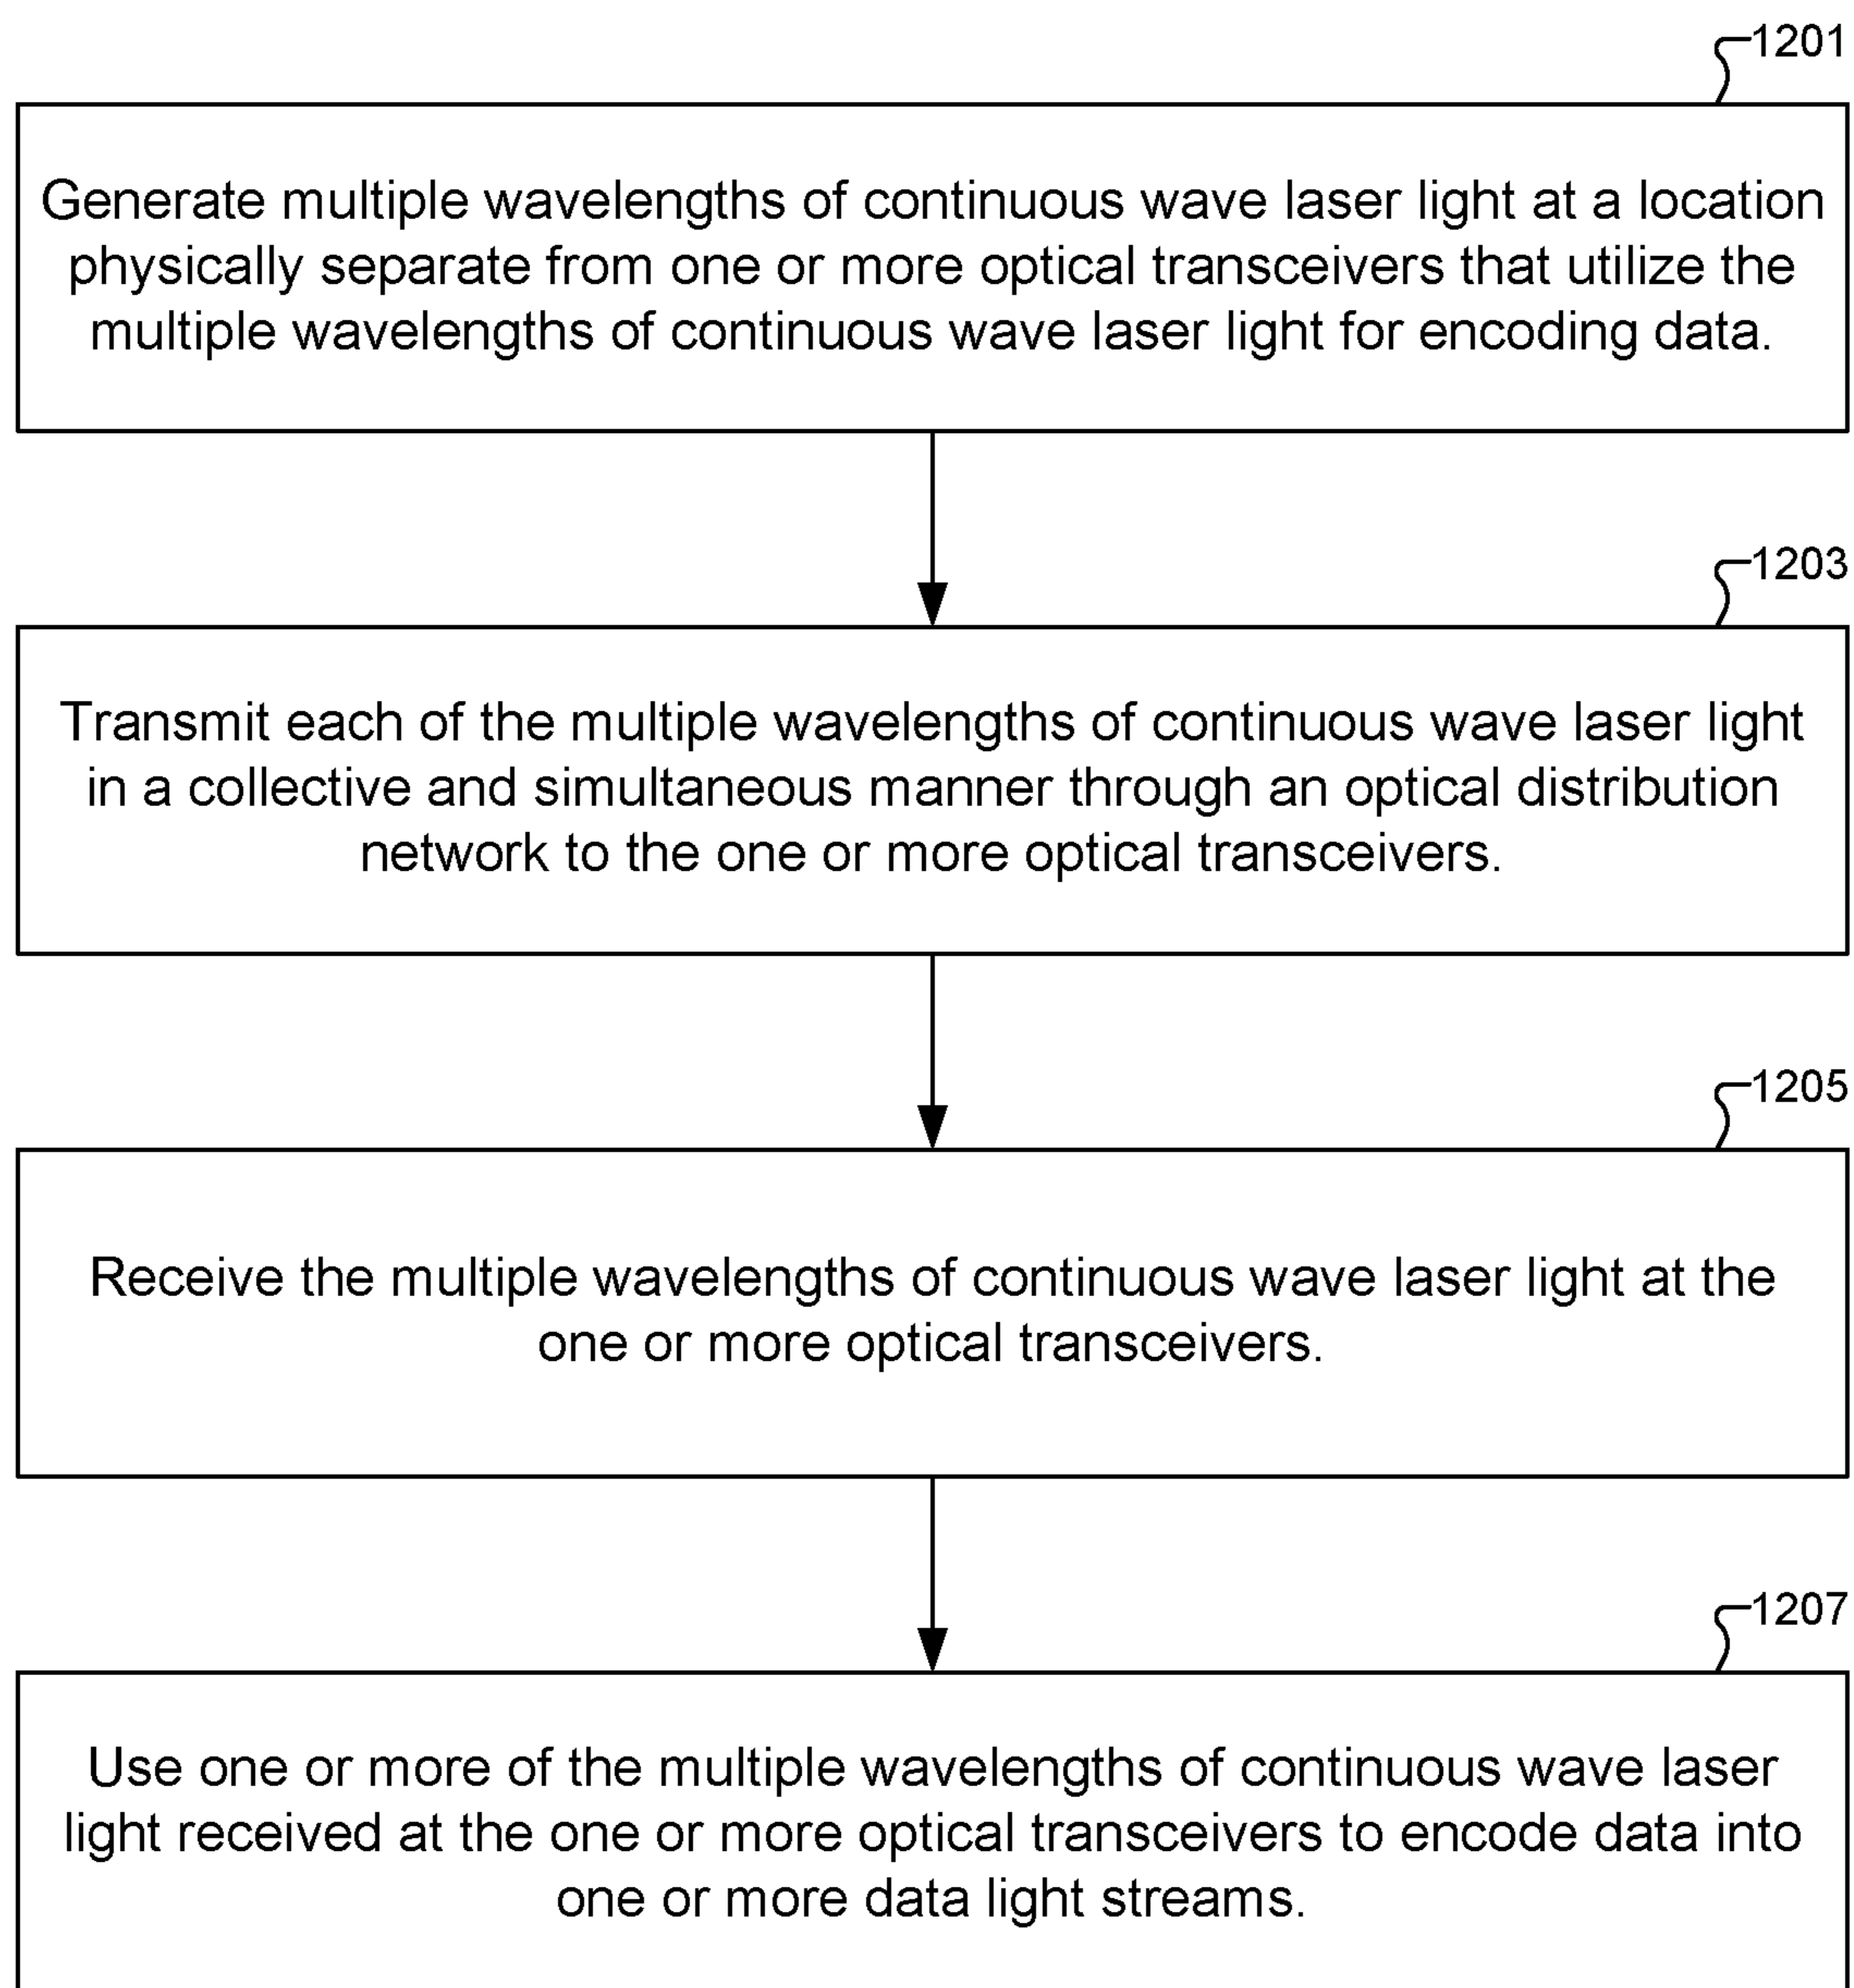 1201
Generate multiple wavelengths of continuous wave laser light at a location
physically separate from one or more optical transceivers that utilize the
multiple wavelengths of continuous wave laser light for encoding data.
1203
Transmit each of the multiple wavelengths of continuous wave laser light
in a collective and simultaneous manner through an optical distribution
network to the one or more optical transceivers.
1205
Receive the multiple wavelengths of continuous wave laser light at the
one or more optical transceivers.
1207
Use one or more of the multiple wavelengths of continuous wave laser
light received at the one or more optical transceivers to encode data into
one or more data light streams.